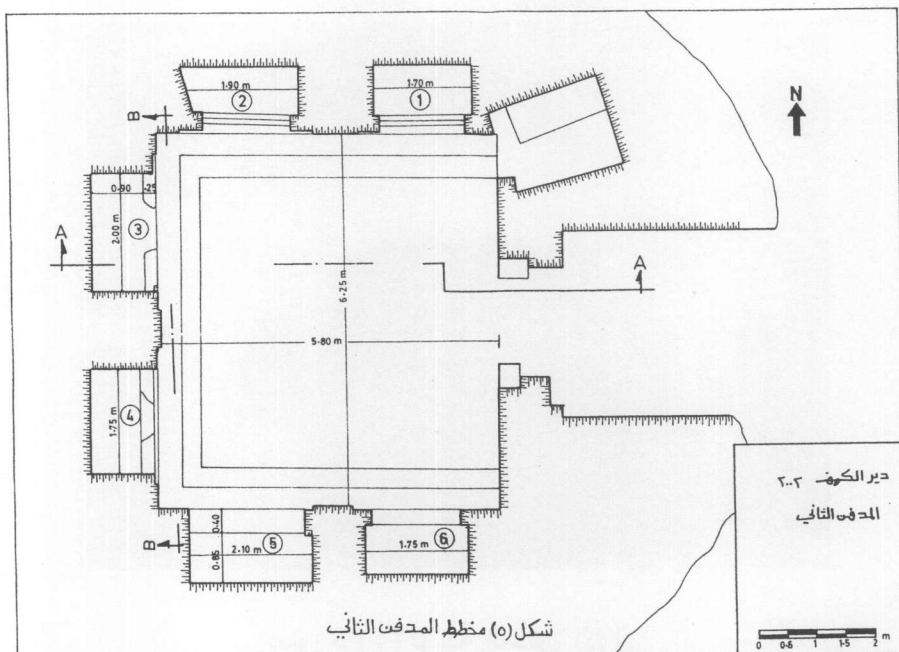 N
1·90 m
②
1·70 m
①
B
0·90
·25
2·00 m
③
A
A
6·25 m
5·80 m
1·75 m
④
B
0·40
0·85
2·10 m
⑤
1·75 m
⑥
دير الكهف ٢٠٠٢
المدفن الثاني
0 0·5 1 1·5 2 m
شكل (٥) مخطط المدفن الثاني